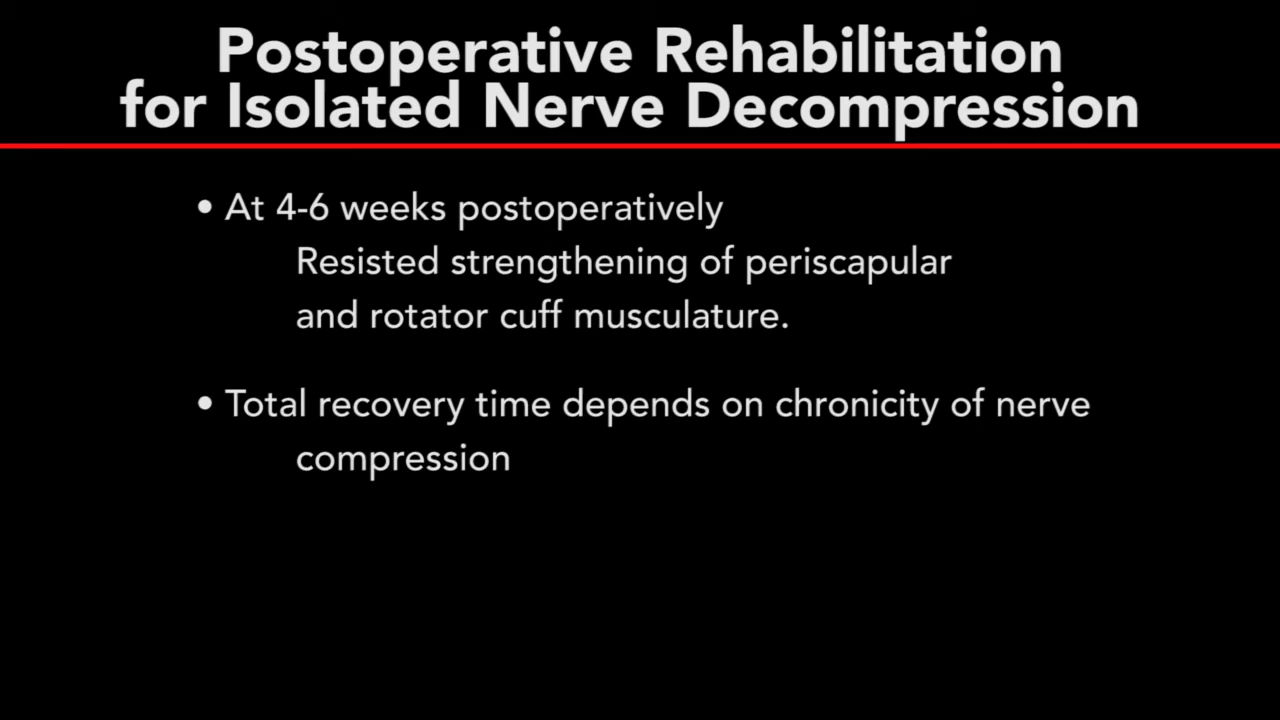 Postoperative Rehabilitation
for Isolated Nerve Decompression
• At 4-6 weeks postoperatively
Resisted strengthening of periscapular
and rotator cuff musculature.
• Total recovery time depends on chronicity of nerve
compression